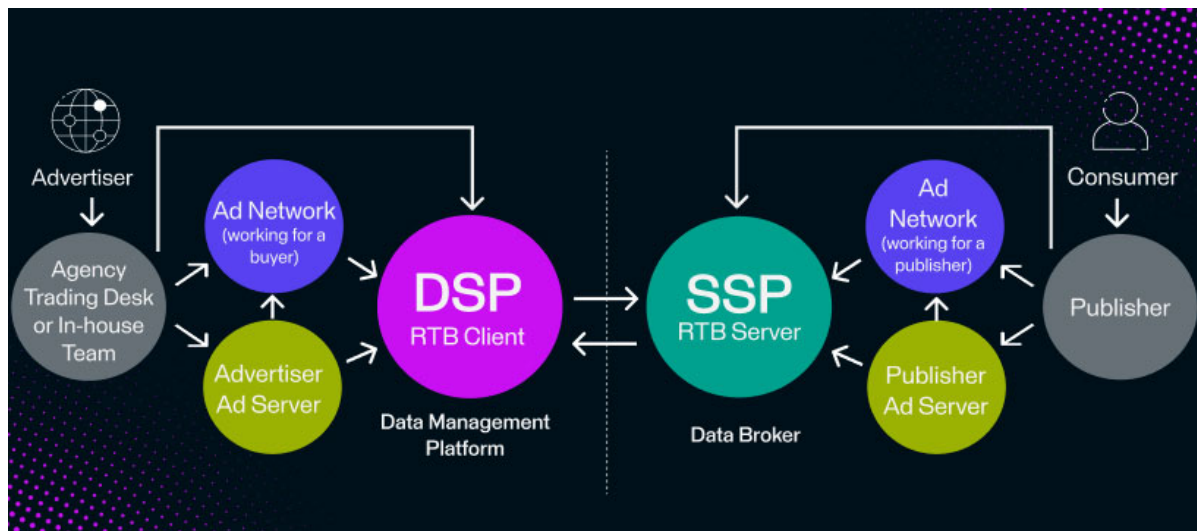 Advertiser
Agency
Trading Desk
or In-house
Team
Ad Network
(working for a
buyer)
Advertiser
Ad Server
DSP
RTB Client
Data Management
Platform
SSP
RTB Server
Data Broker
Ad
Network
(working for a
publisher)
Publisher
Ad Server
Consumer
Publisher